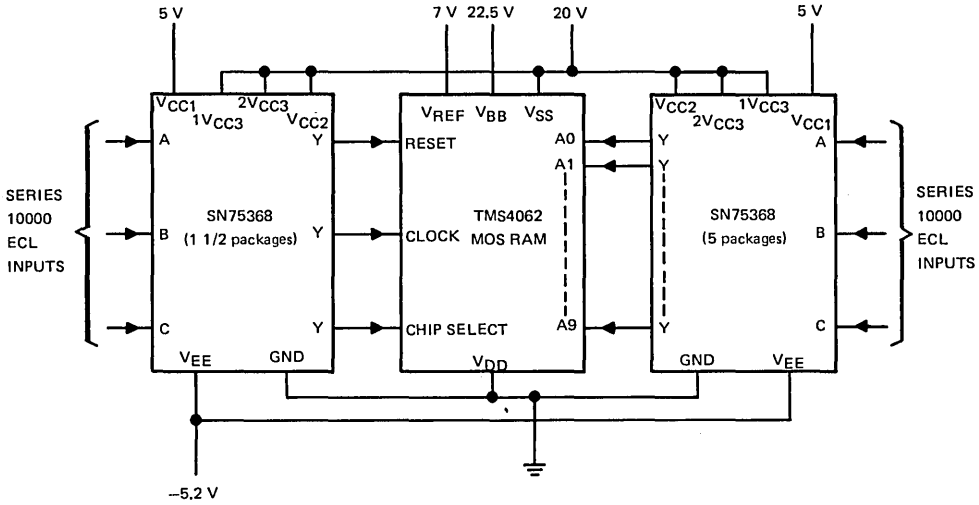 5 V
7 V
22.5 V
20 V
5 V
VCC1
2VCC3
1VCC3
VCC2
VREF
VBB
VSS
VCC2
1VCC3
2VCC3
VCC1
A
Y
RESET
A0
Y
A
A1
Y
SERIES
10000
ECL
INPUTS
SN75368
(1 1/2 packages)
B
Y
CLOCK
TMS4062
MOS RAM
SN75368
(5 packages)
B
SERIES
10000
ECL
INPUTS
C
Y
CHIP SELECT
A9
Y
C
VEE
GND
VDD
GND
VEE
–5.2 V